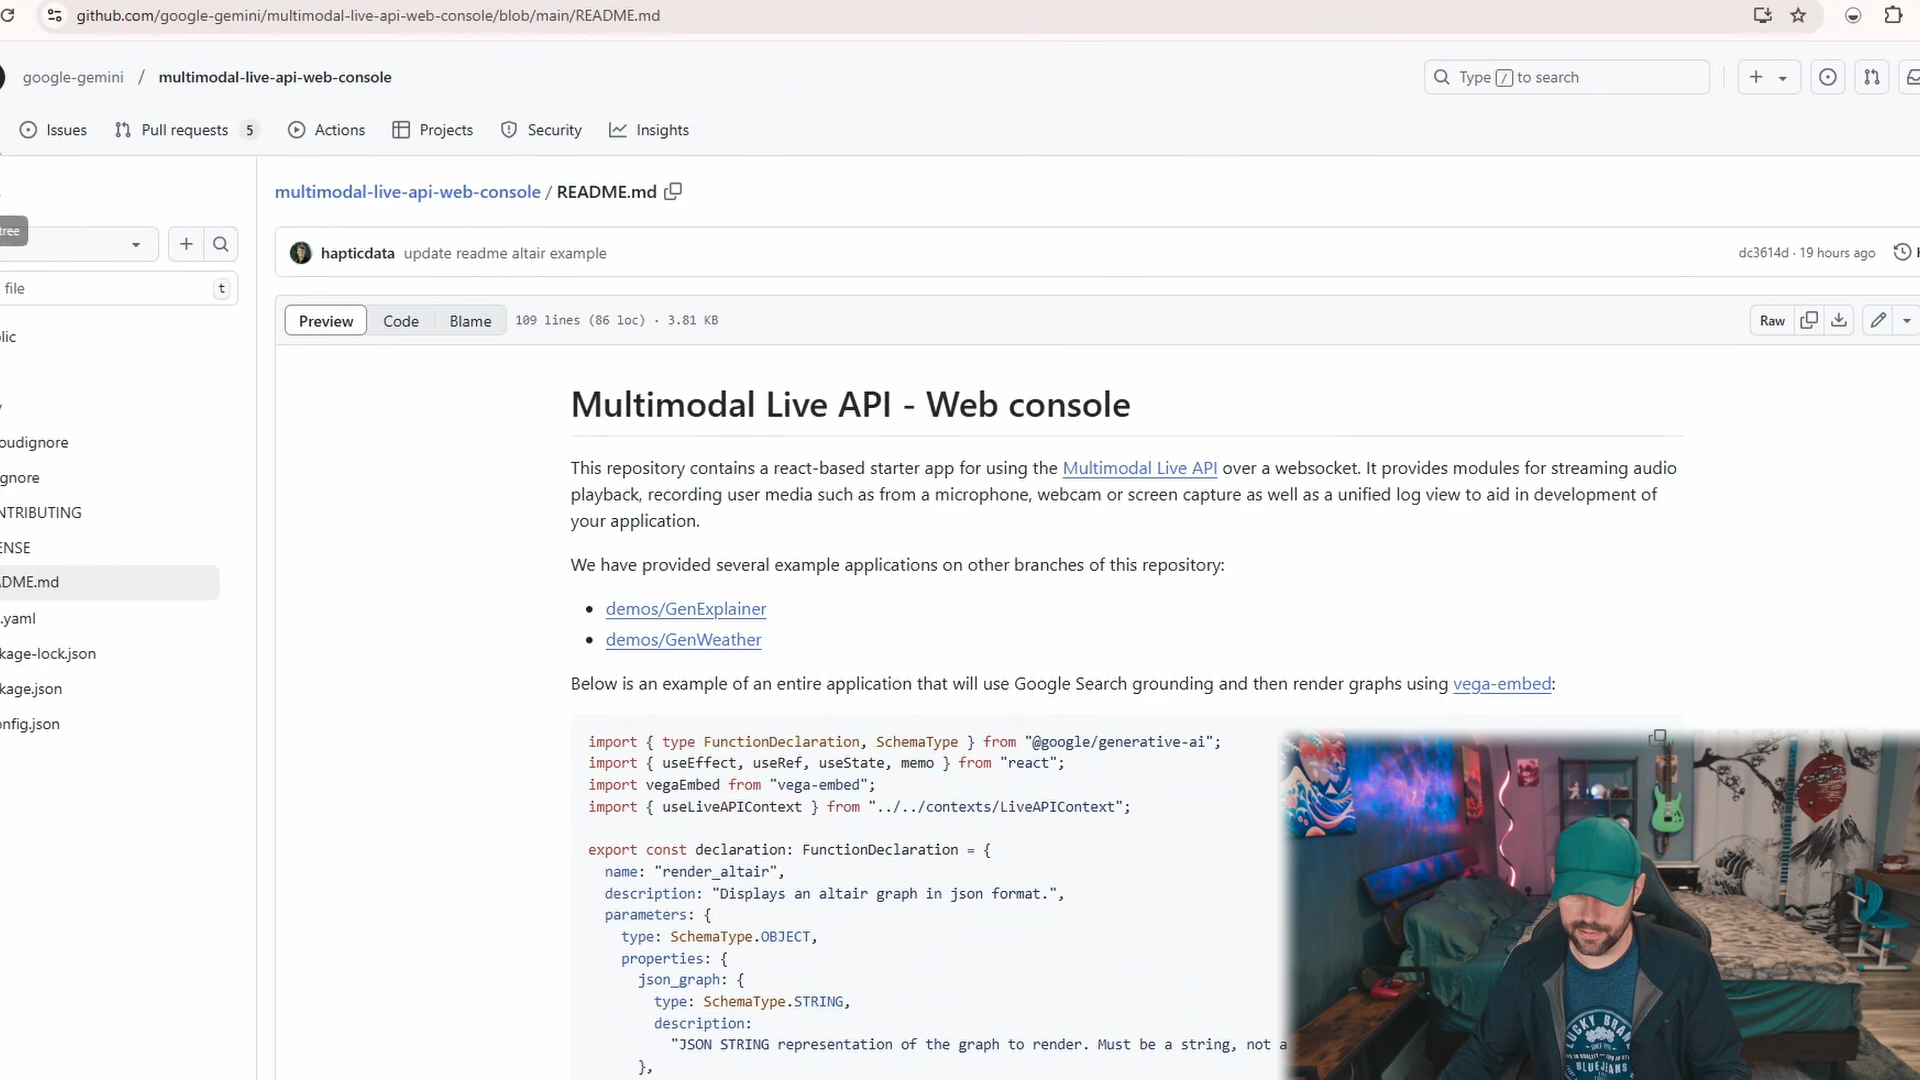 github.com/google-gemini/multimodal-live-api-web-console/blob/main/README.md
google-gemini / multimodal-live-api-web-console
Type / to search
Issues Pull requests 5 Actions Projects Security Insights
multimodal-live-api-web-console / README.md
tree
file t
hapticdata update readme altair example dc3614d · 19 hours ago
Preview Code Blame 109 lines (86 loc) · 3.81 KB Raw
lic
oudignore
gnore
NTRIBUTING
ENSE
DME.md
.yaml
kage-lock.json
kage.json
nfig.json
Multimodal Live API - Web console
This repository contains a react-based starter app for using the Multimodal Live API over a websocket. It provides modules for streaming audio
playback, recording user media such as from a microphone, webcam or screen capture as well as a unified log view to aid in development of
your application.
We have provided several example applications on other branches of this repository:
demos/GenExplainer
demos/GenWeather
Below is an example of an entire application that will use Google Search grounding and then render graphs using vega-embed:
import { type FunctionDeclaration, SchemaType } from "@google/generative-ai";
import { useEffect, useRef, useState, memo } from "react";
import vegaEmbed from "vega-embed";
import { useLiveAPIContext } from "../../contexts/LiveAPIContext";
export const declaration: FunctionDeclaration = {
name: "render_altair",
description: "Displays an altair graph in json format.",
parameters: {
type: SchemaType.OBJECT,
properties: {
json_graph: {
type: SchemaType.STRING,
description:
"JSON STRING representation of the graph to render. Must be a string, not a
},
LUCKY BRAND
BLUEJEANS